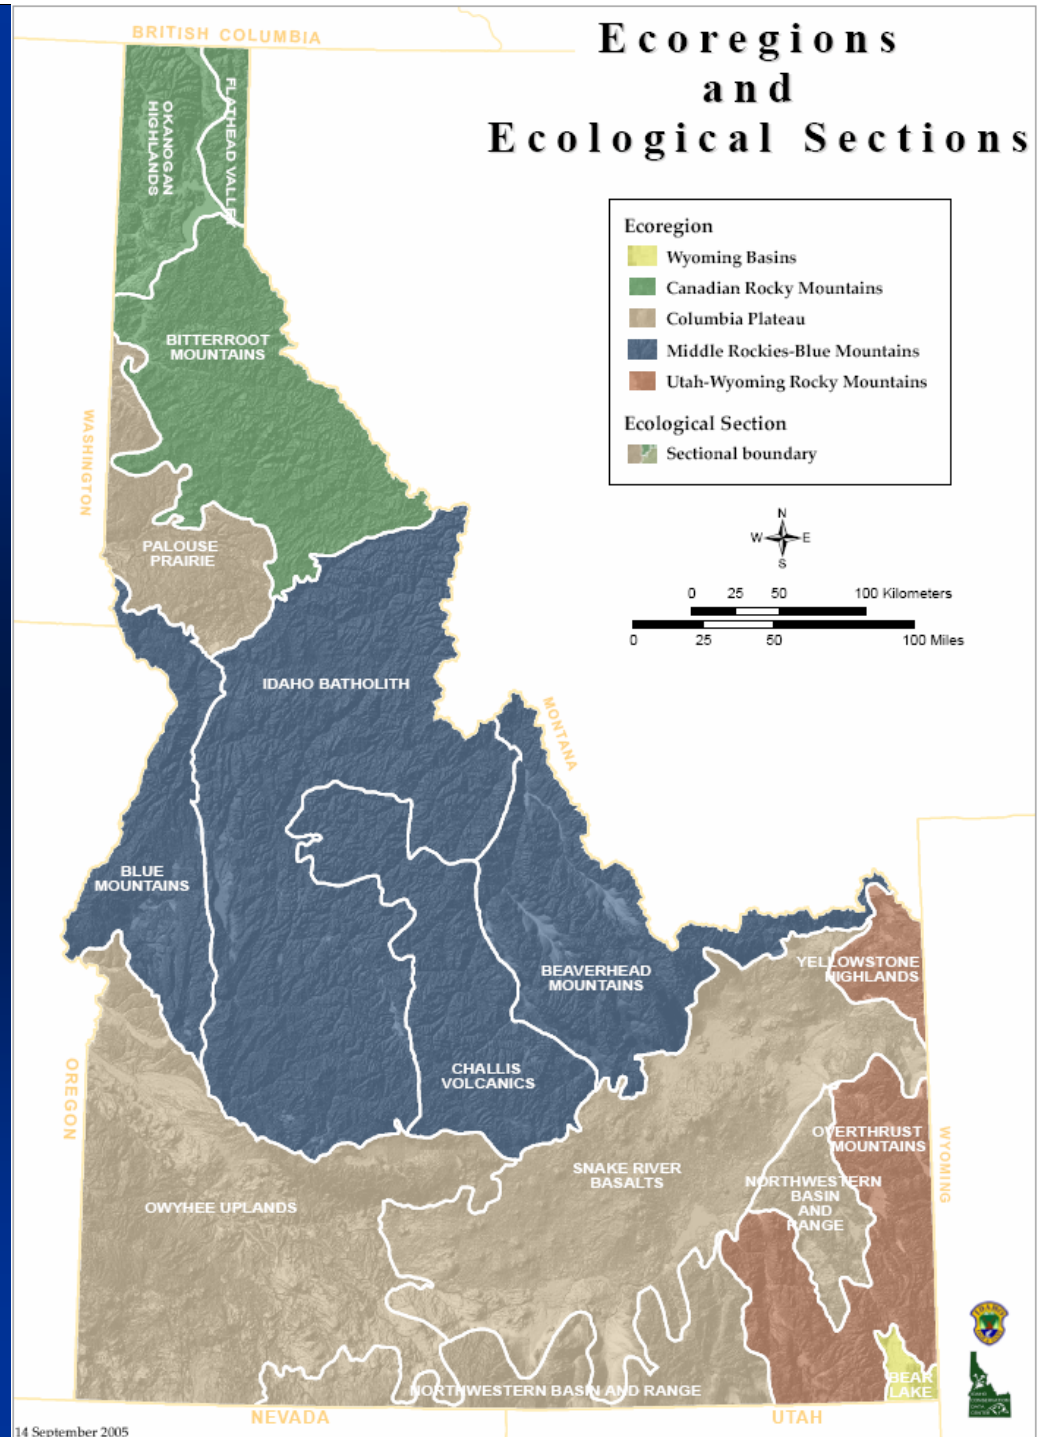 Ecoregions
and
Ecological Sections
BRITISH COLUMBIA
OKANOGAN
HIGHLANDS
FLATHEAD VALLEY
Ecoregion
Wyoming Basins
Canadian Rocky Mountains
Columbia Plateau
Middle Rockies-Blue Mountains
Utah-Wyoming Rocky Mountains
Ecological Section
Sectional boundary
BITTERROOT
MOUNTAINS
WASHINGTON
N
W E
S
PALOUSE
PRAIRIE
0 25 50 100 Kilometers
0 25 50 100 Miles
IDAHO BATHOLITH
MONTANA
BLUE
MOUNTAINS
BEAVERHEAD
MOUNTAINS
YELLOWSTONE
HIGHLANDS
OREGON
CHALLIS
VOLCANICS
OVERTHRUST
MOUNTAINS
WYOMING
SNAKE RIVER
BASALTS
NORTHWESTERN
BASIN
AND
RANGE
OWYHEE UPLANDS
BEAR
LAKE
NORTHWESTERN BASIN AND RANGE
NEVADA
UTAH
IDAHO
CONSERVATION
DATA
CENTER
14 September 2005